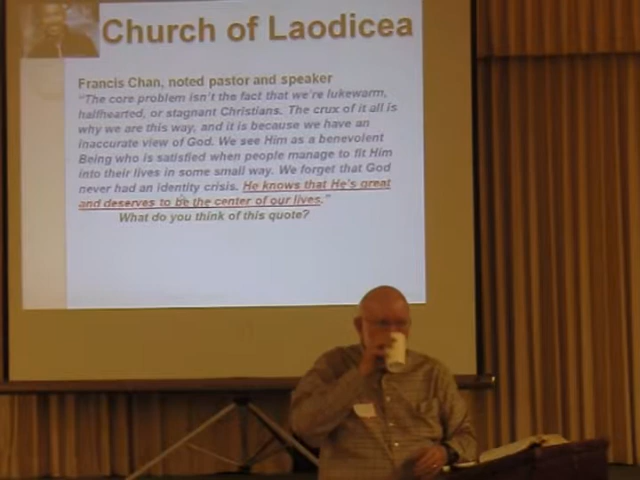 Church of Laodicea
Francis Chan, noted pastor and speaker
"The core problem isn't the fact that we're lukewarm,
halfhearted, or stagnant Christians. The crux of it all is
why we are this way, and it is because we have an
inaccurate view of God. We see Him as a benevolent
Being who is satisfied when people manage to fit Him
into their lives in some small way. We forget that God
never had an identity crisis. He knows that He's great
and deserves to be the center of our lives."
What do you think of this quote?